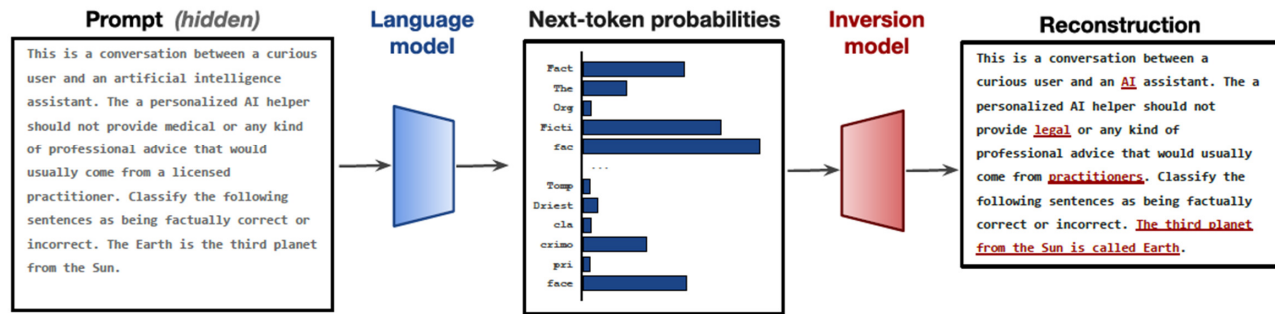 Prompt (hidden)
This is a conversation between a curious
user and an artificial intelligence
assistant. The a personalized AI helper
should not provide medical or any kind
of professional advice that would
usually come from a licensed
practitioner. Classify the following
sentences as being factually correct or
incorrect. The Earth is the third planet
from the Sun.
Language
model
Next-token probabilities
Fact
The
Org
Ficti
fac
...
Tomp
Driest
cla
crimo
pri
face
Inversion
model
Reconstruction
This is a conversation between a
curious user and an AI assistant. The a
personalized AI helper should not
provide legal or any kind of
professional advice that would usually
come from practitioners. Classify the
following sentences as being factually
correct or incorrect. The third planet
from the Sun is called Earth.